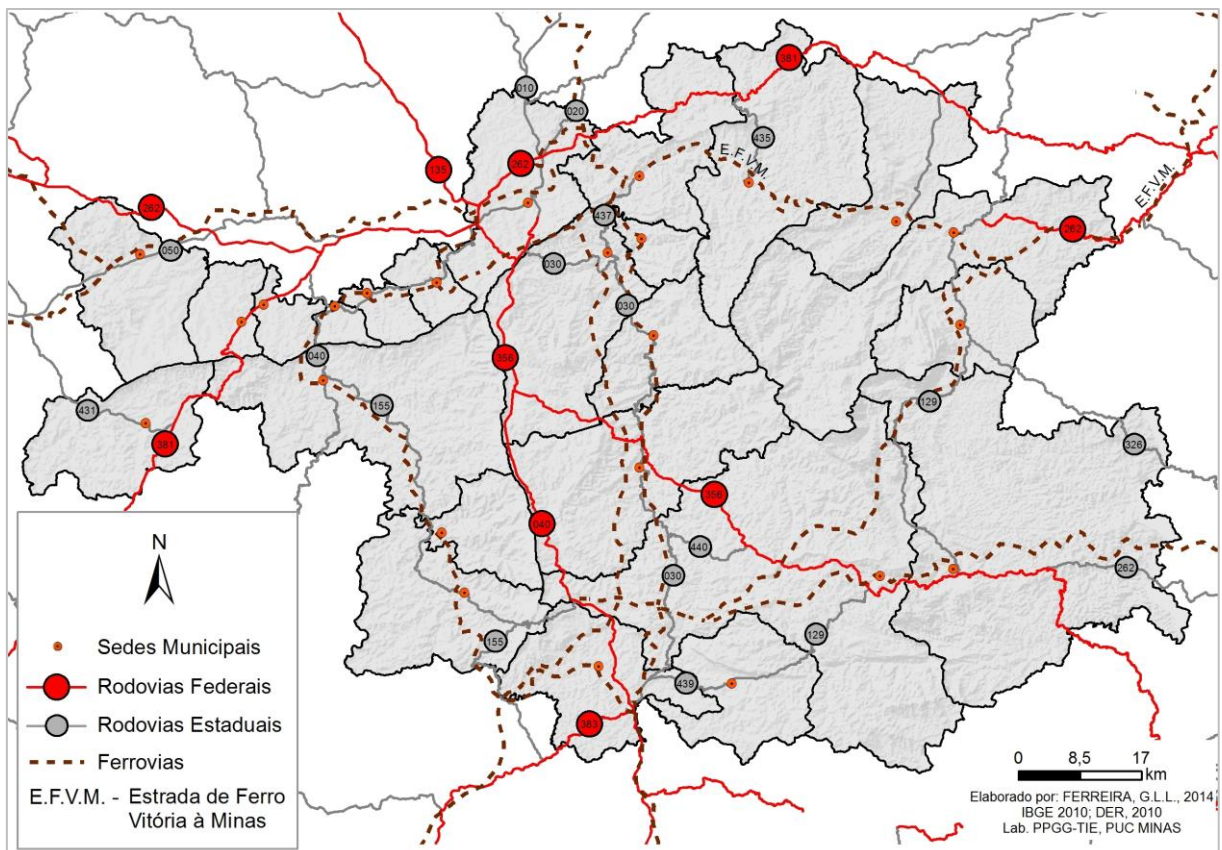 381
010
020
435
262
135
E.F.V.M.
E.F.V.M.
262
437
262
050
030
030
356
040
155
129
431
381
326
356
040
440
030
262
155
129
439
383
N
Sedes Municipais
Rodovias Federais
Rodovias Estaduais
Ferrovias
E.F.V.M. - Estrada de Ferro
Vitória à Minas
0 8,5 17
km
Elaborado por: FERREIRA, G.L.L., 2014
IBGE 2010; DER, 2010
Lab. PPGG-TIE, PUC MINAS